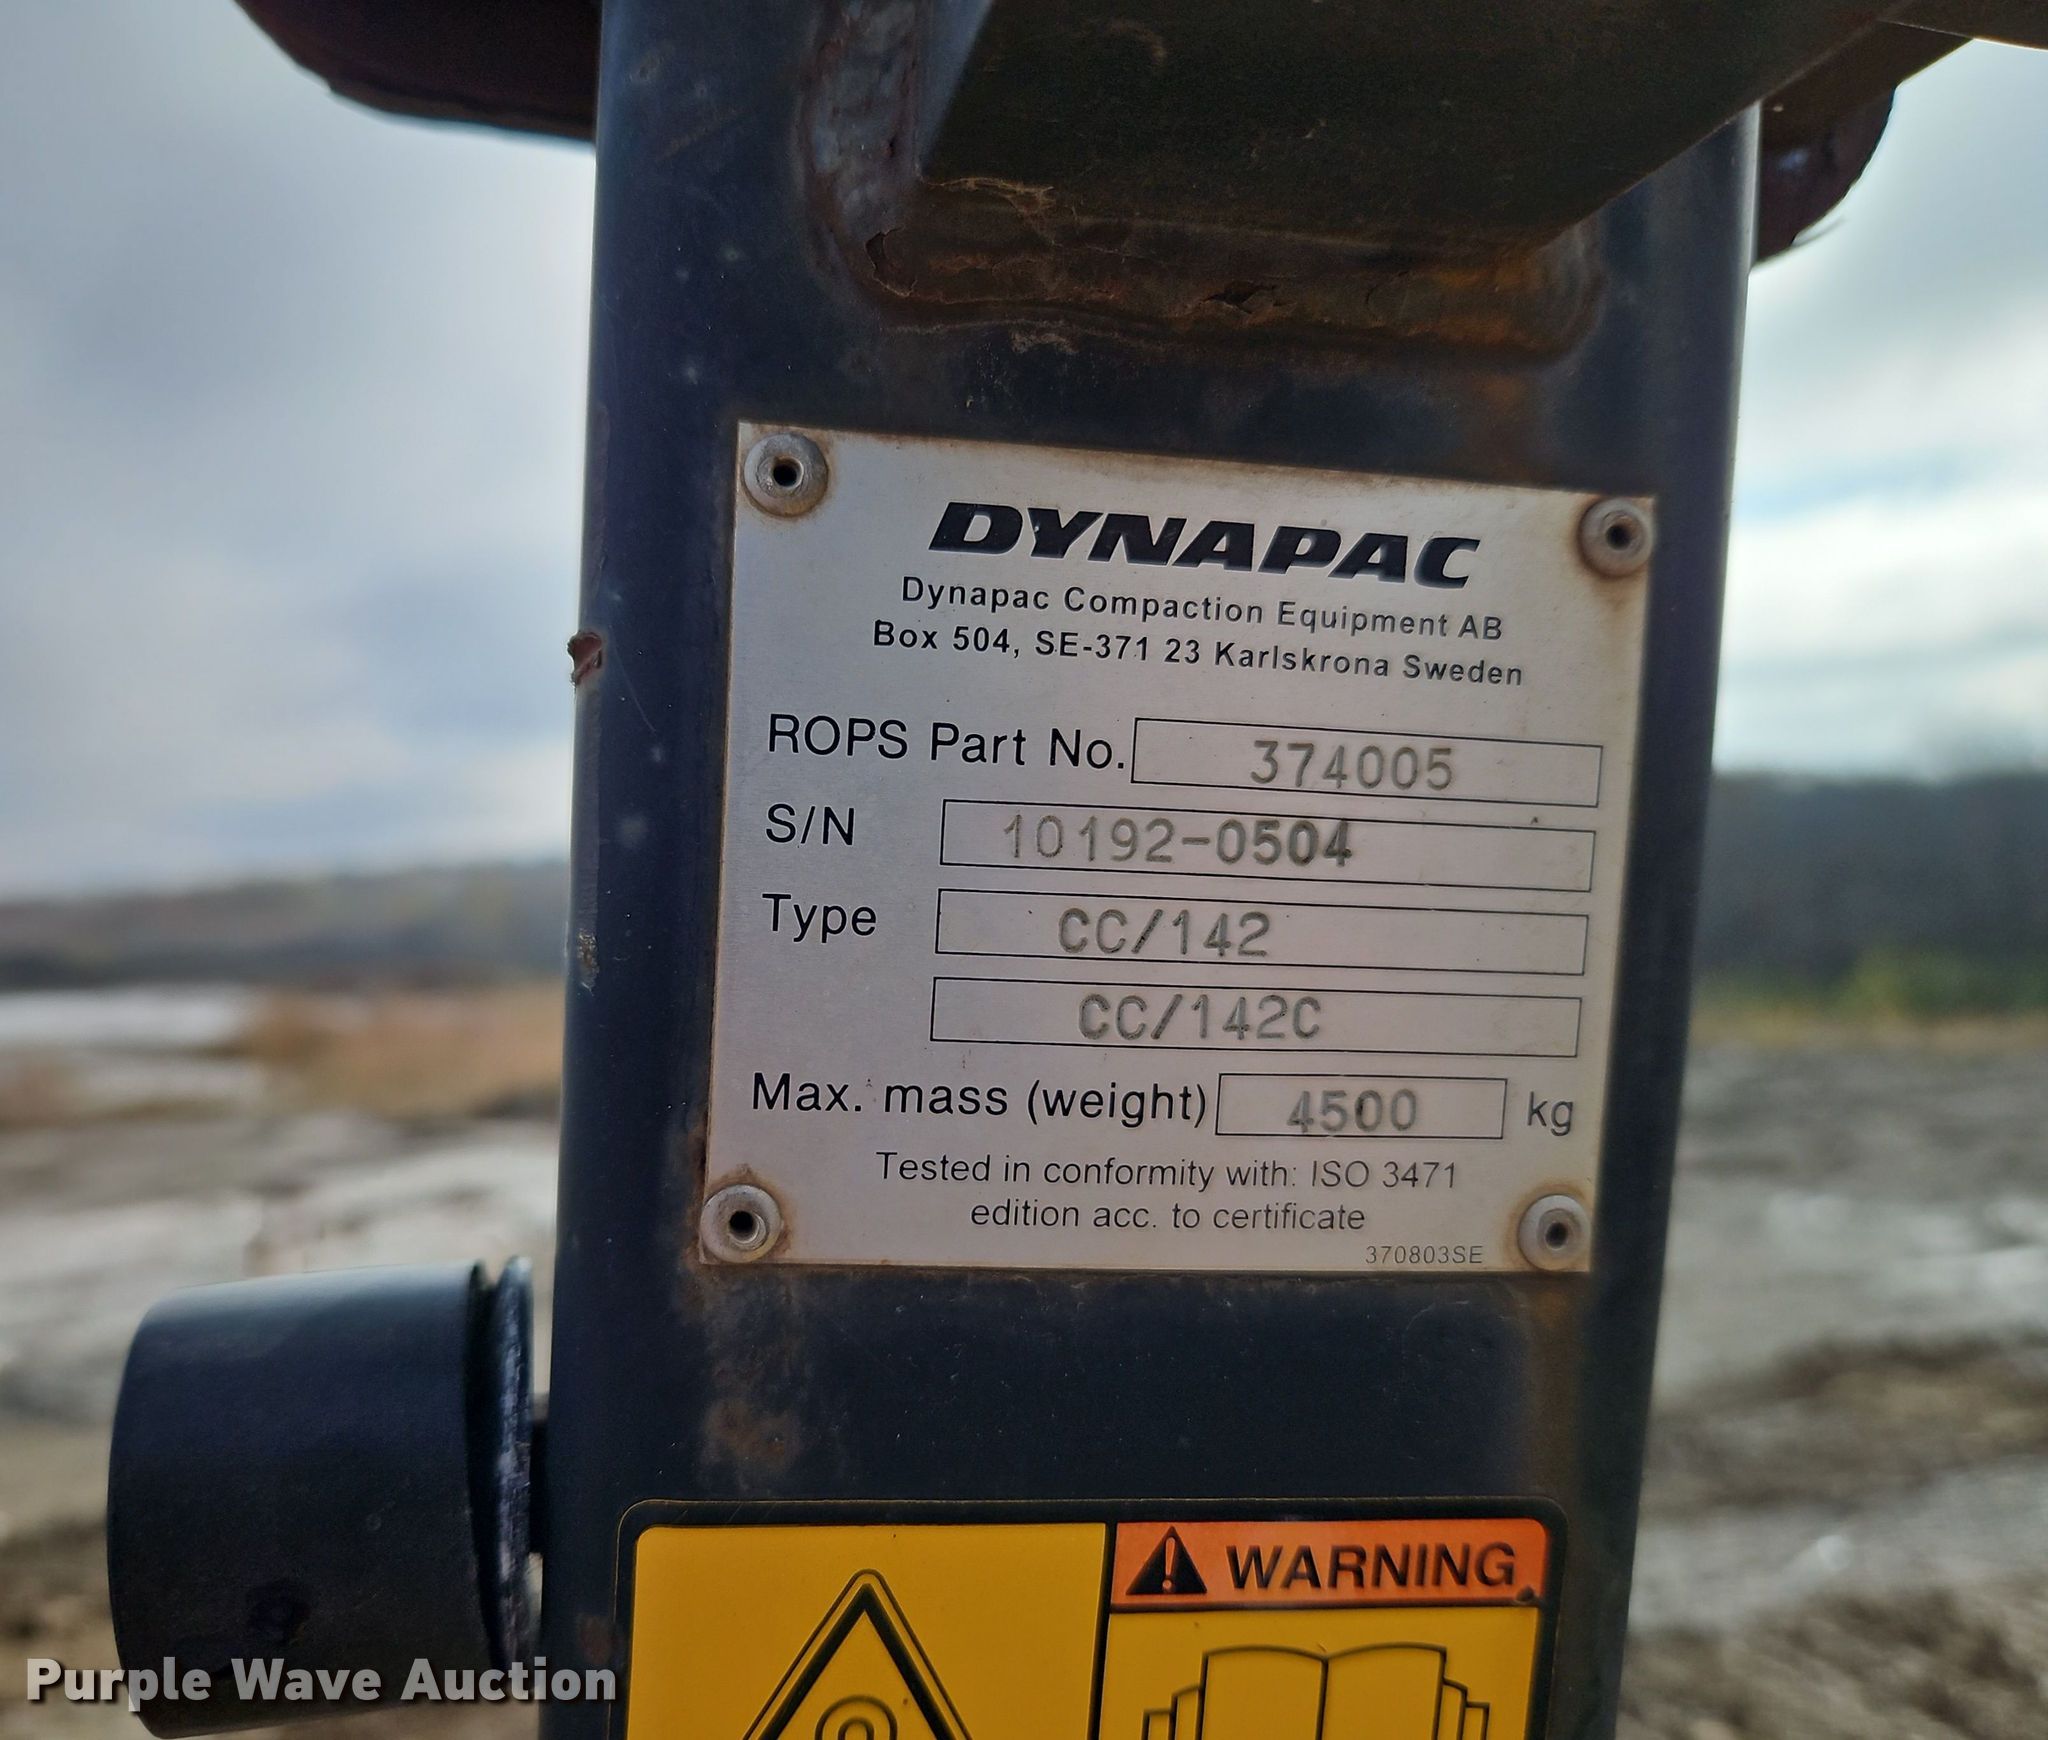 DYNAPAC
Dynapac Compaction Equipment AB
Box 504, SE-371 23 Karlskrona Sweden
ROPS Part No. 374005
S/N 10192-0504
Type CC/142
CC/142C
Max. mass (weight) 4500 kg
Tested in conformity with: ISO 3471
edition acc. to certificate
370803SE
WARNING
Purple Wave Auction